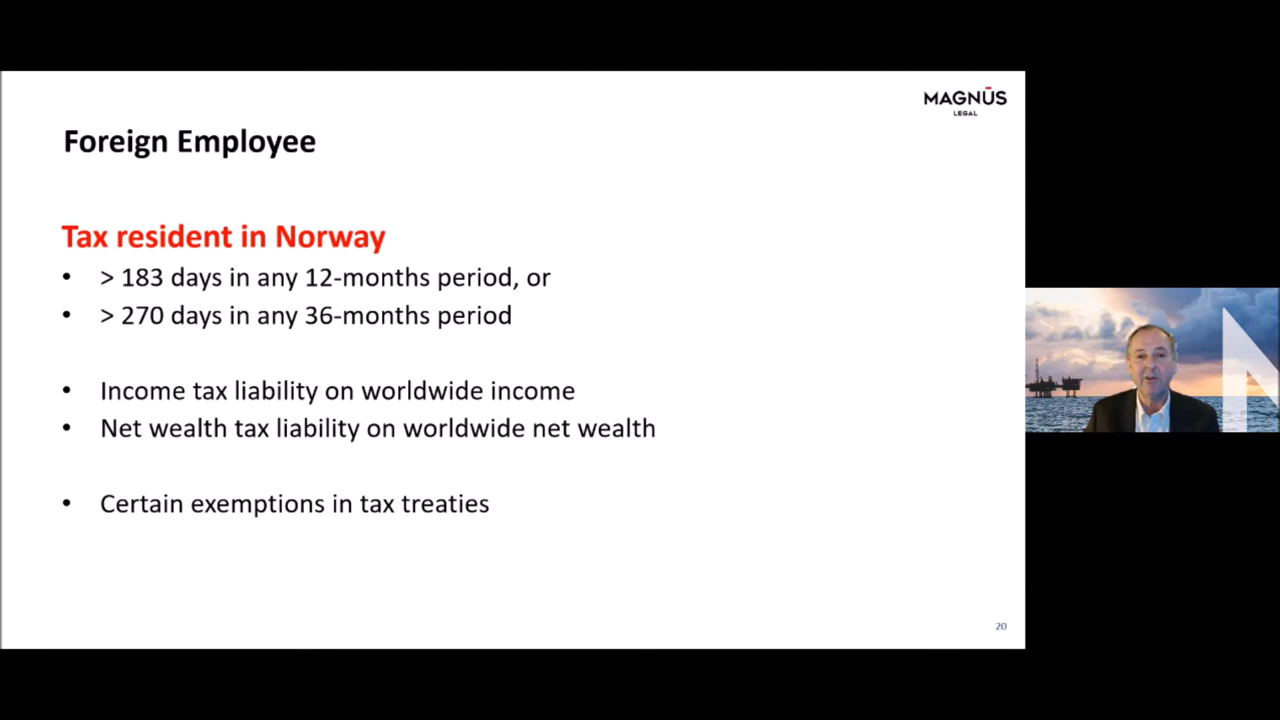 MAGNŪS
LEGAL
Foreign Employee
Tax resident in Norway
• > 183 days in any 12-months period, or
• > 270 days in any 36-months period
• Income tax liability on worldwide income
• Net wealth tax liability on worldwide net wealth
• Certain exemptions in tax treaties
20